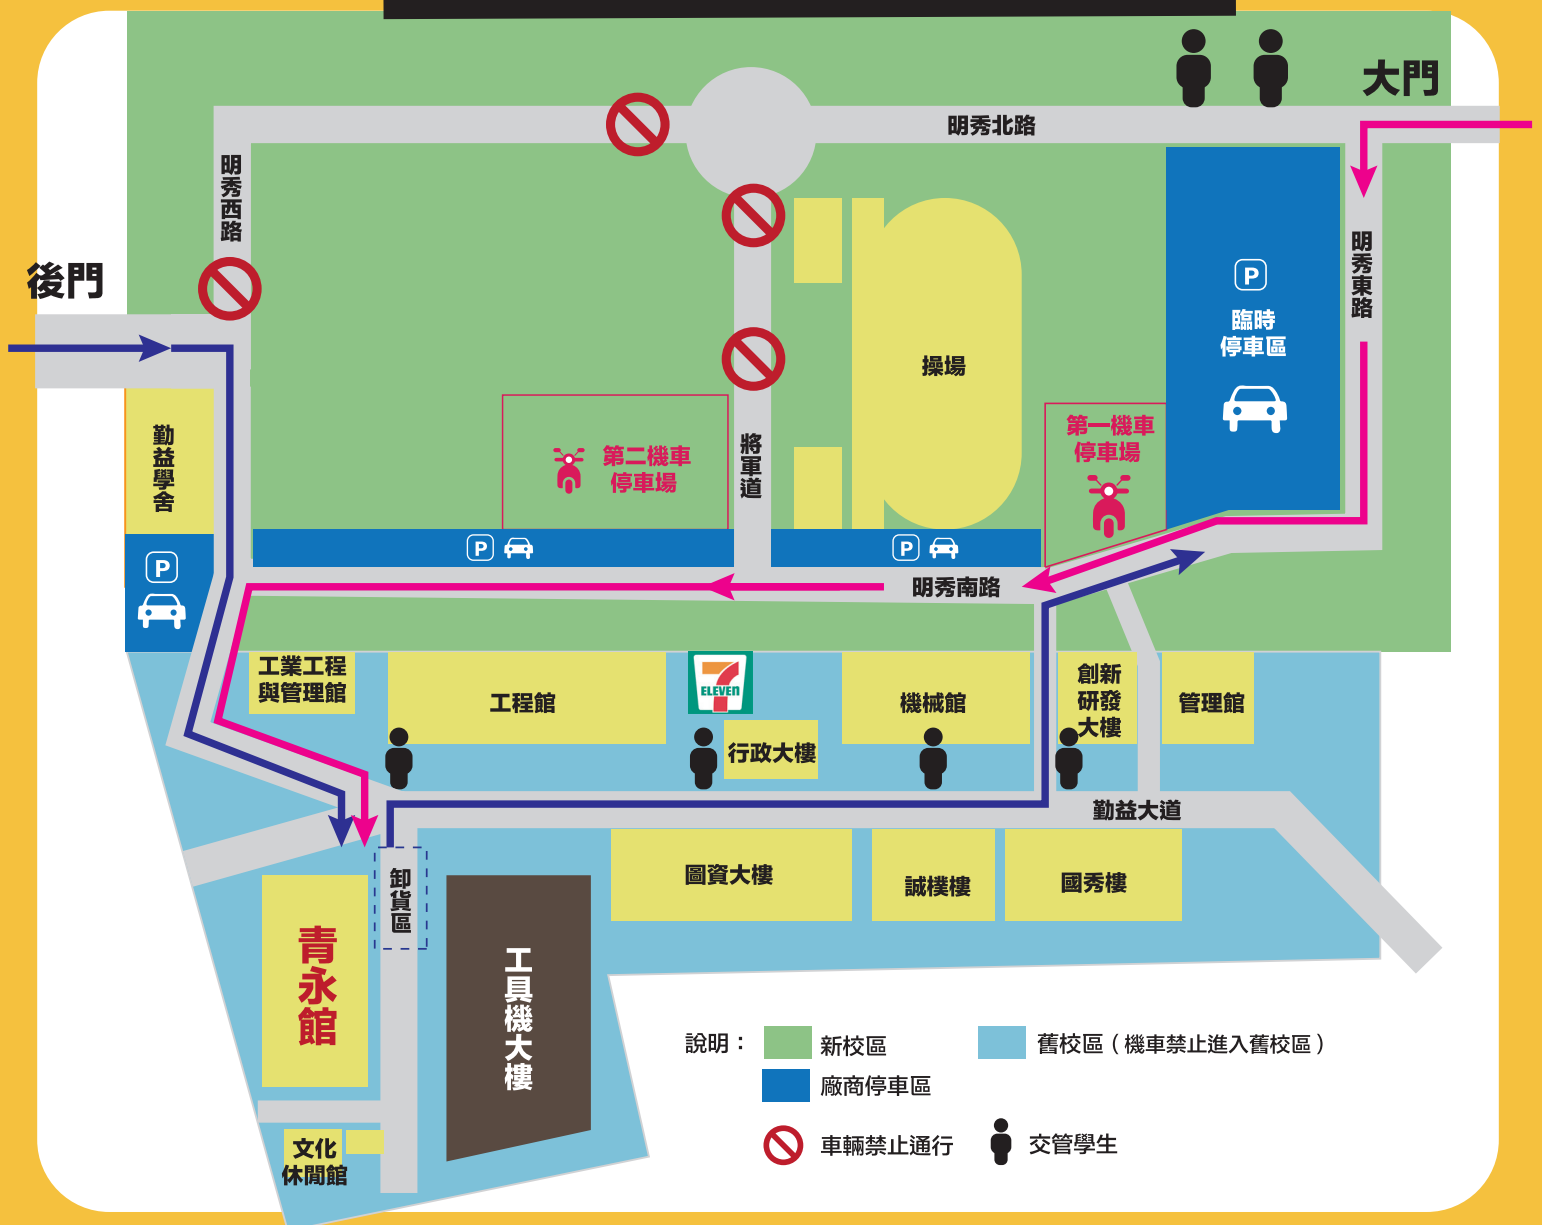 大門
明秀北路
明秀西路
後門
明秀東路
P
臨時
停車區
操場
第一機車
停車場
第二機車
停車場
將軍道
勤益學舍
P
P
P
明秀南路
工業工程
與管理館
工程館
7
ELEVEn
行政大樓
機械館
創新
研發
大樓
管理館
勤益大道
圖資大樓
誠樸樓
國秀樓
卸貨區
青永館
工具機大樓
文化
休閒館
說明：
新校區
舊校區（機車禁止進入舊校區）
廠商停車區
車輛禁止通行
交管學生